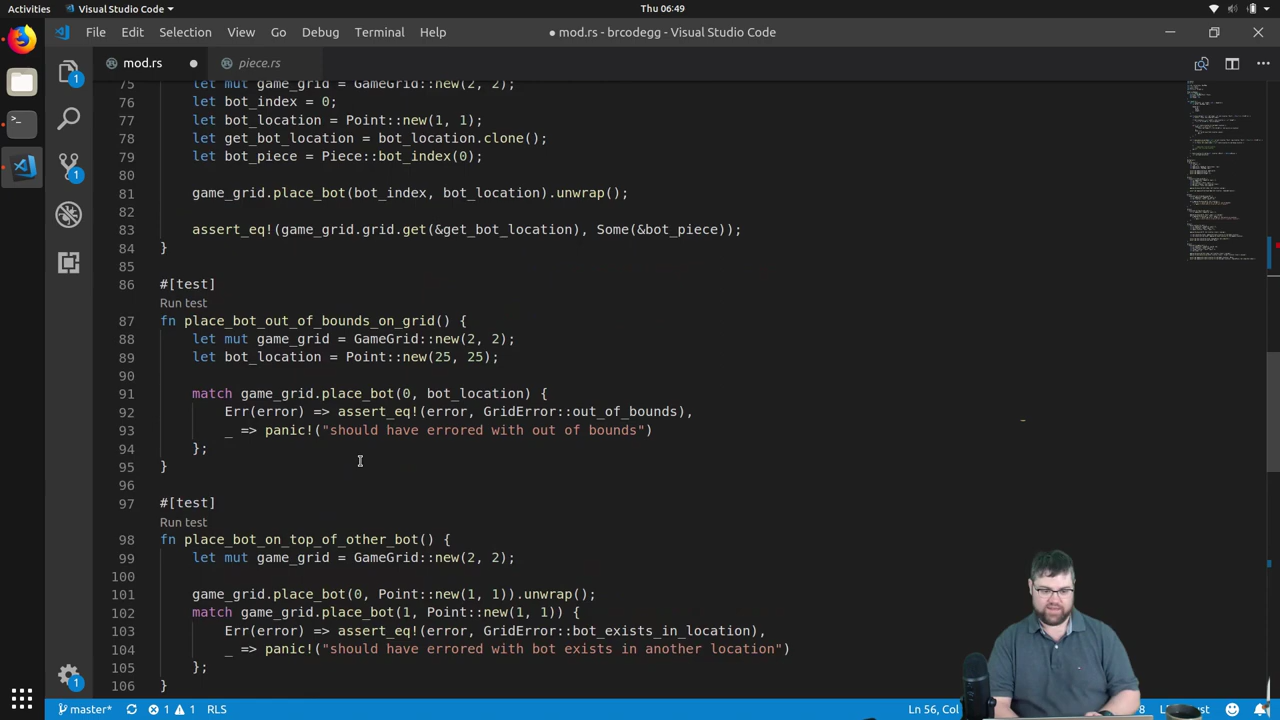 Activities
Visual Studio Code
Thu 06:49
File Edit Selection View Go Debug Terminal Help
● mod.rs - brcodegg - Visual Studio Code
mod.rs
piece.rs
75 let mut game_grid = GameGrid::new(2, 2);
76 let bot_index = 0;
77 let bot_location = Point::new(1, 1);
78 let get_bot_location = bot_location.clone();
79 let bot_piece = Piece::bot_index(0);
80
81 game_grid.place_bot(bot_index, bot_location).unwrap();
82
83 assert_eq!(game_grid.grid.get(&get_bot_location), Some(&bot_piece));
84 }
85
86 #[test]
Run test
87 fn place_bot_out_of_bounds_on_grid() {
88 let mut game_grid = GameGrid::new(2, 2);
89 let bot_location = Point::new(25, 25);
90
91 match game_grid.place_bot(0, bot_location) {
92 Err(error) => assert_eq!(error, GridError::out_of_bounds),
93 _ => panic!("should have errored with out of bounds")
94 };
95 }
96
97 #[test]
Run test
98 fn place_bot_on_top_of_other_bot() {
99 let mut game_grid = GameGrid::new(2, 2);
100
101 game_grid.place_bot(0, Point::new(1, 1)).unwrap();
102 match game_grid.place_bot(1, Point::new(1, 1)) {
103 Err(error) => assert_eq!(error, GridError::bot_exists_in_location),
104 _ => panic!("should have errored with bot exists in another location")
105 };
106 }
master* 1 1 RLS
Ln 56, Col